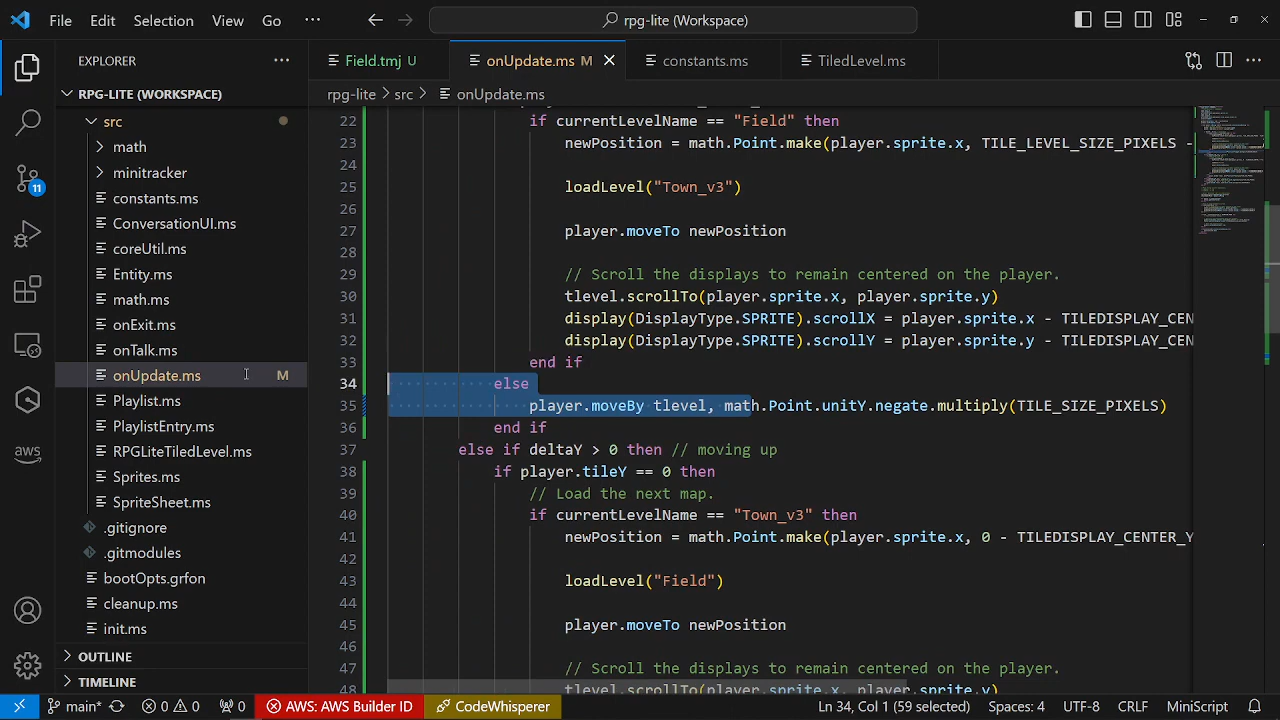 File Edit Selection View Go ··· rpg-lite (Workspace)
EXPLORER ···
Field.tmj U onUpdate.ms M constants.ms TiledLevel.ms ···
RPG-LITE (WORKSPACE)
rpg-lite > src > onUpdate.ms
src
math
minitracker
constants.ms
ConversationUI.ms
coreUtil.ms
Entity.ms
math.ms
onExit.ms
onTalk.ms
onUpdate.ms M
Playlist.ms
PlaylistEntry.ms
RPGLiteTiledLevel.ms
Sprites.ms
SpriteSheet.ms
.gitignore
.gitmodules
bootOpts.grfon
cleanup.ms
init.ms
OUTLINE
TIMELINE
11
aws
22 if currentLevelName == "Field" then
23 newPosition = math.Point.make(player.sprite.x, TILE_LEVEL_SIZE_PIXELS -
24
25 loadLevel("Town_v3")
26
27 player.moveTo newPosition
28
29 // Scroll the displays to remain centered on the player.
30 tlevel.scrollTo(player.sprite.x, player.sprite.y)
31 display(DisplayType.SPRITE).scrollX = player.sprite.x - TILEDISPLAY_CEN
32 display(DisplayType.SPRITE).scrollY = player.sprite.y - TILEDISPLAY_CEN
33 end if
34 else
35 player.moveBy tlevel, math.Point.unitY.negate.multiply(TILE_SIZE_PIXELS)
36 end if
37 else if deltaY > 0 then // moving up
38 if player.tileY == 0 then
39 // Load the next map.
40 if currentLevelName == "Town_v3" then
41 newPosition = math.Point.make(player.sprite.x, 0 - TILEDISPLAY_CENTER_Y
42
43 loadLevel("Field")
44
45 player.moveTo newPosition
46
47 // Scroll the displays to remain centered on the player.
48 tlevel.scrollTo(player.sprite.x, player.sprite.y)
main* 0 0 0 AWS: AWS Builder ID CodeWhisperer Ln 34, Col 1 (59 selected) Spaces: 4 UTF-8 CRLF MiniScript